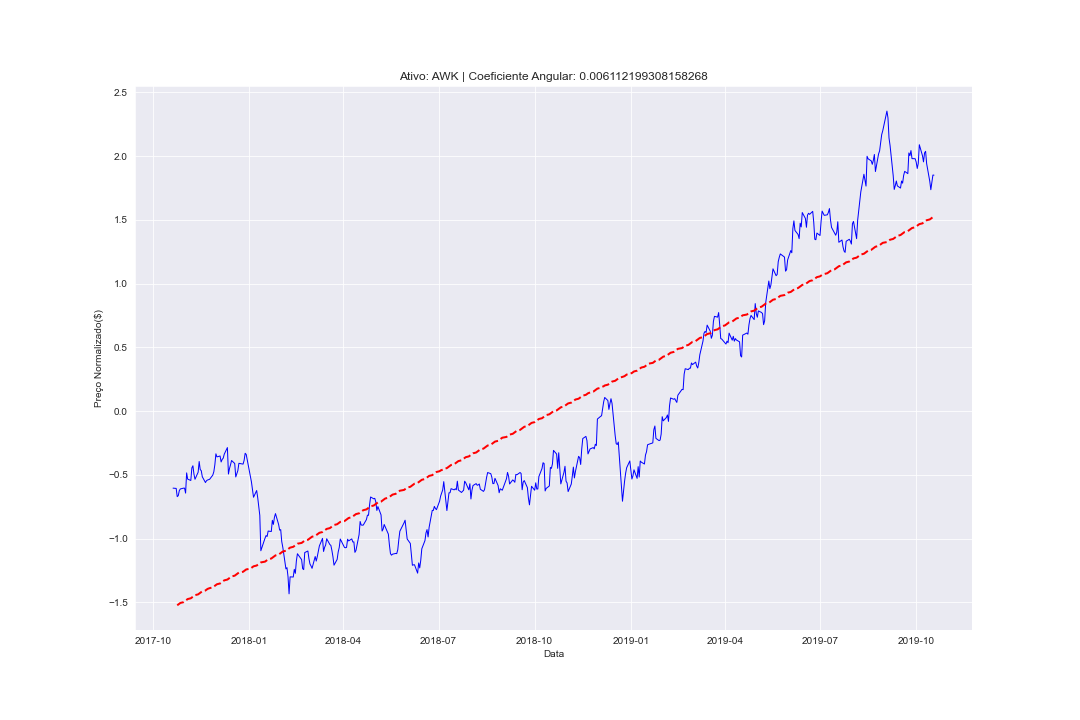 Ativo: AWK | Coeficiente Angular: 0.006112199308158268
2.5
2.0
1.5
1.0
0.5
0.0
−0.5
−1.0
−1.5
Preço Normalizado($)
2017-10 2018-01 2018-04 2018-07 2018-10 2019-01 2019-04 2019-07 2019-10
Data